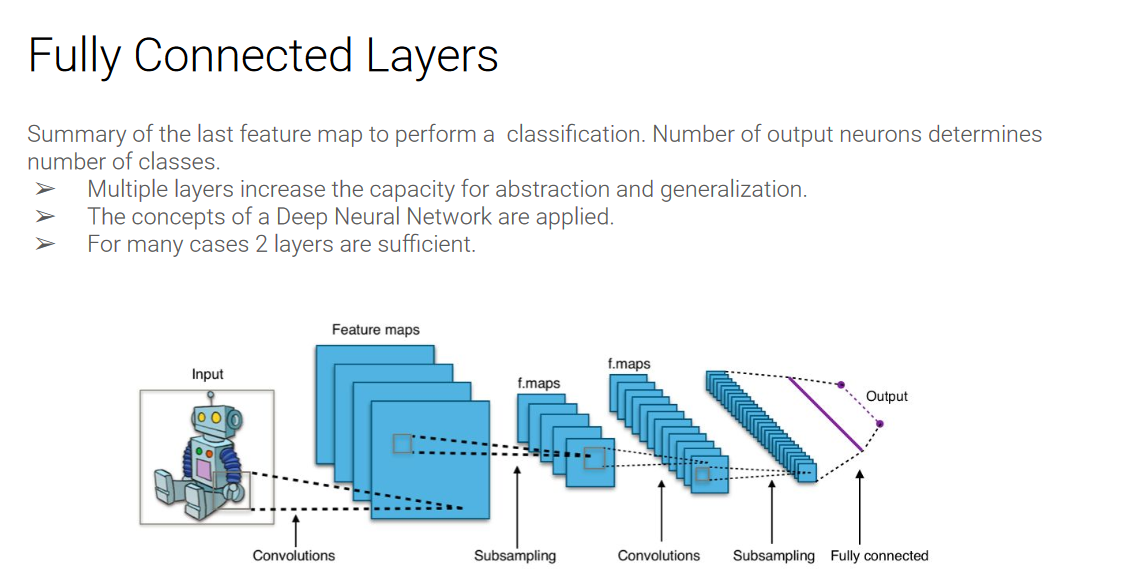 Fully Connected Layers
Summary of the last feature map to perform a  classification. Number of output neurons determines
number of classes.
➢ Multiple layers increase the capacity for abstraction and generalization.
➢ The concepts of a Deep Neural Network are applied.
➢ For many cases 2 layers are sufficient.
Feature maps
Input
f.maps
f.maps
Output
Convolutions
Subsampling
Convolutions
Subsampling
Fully connected